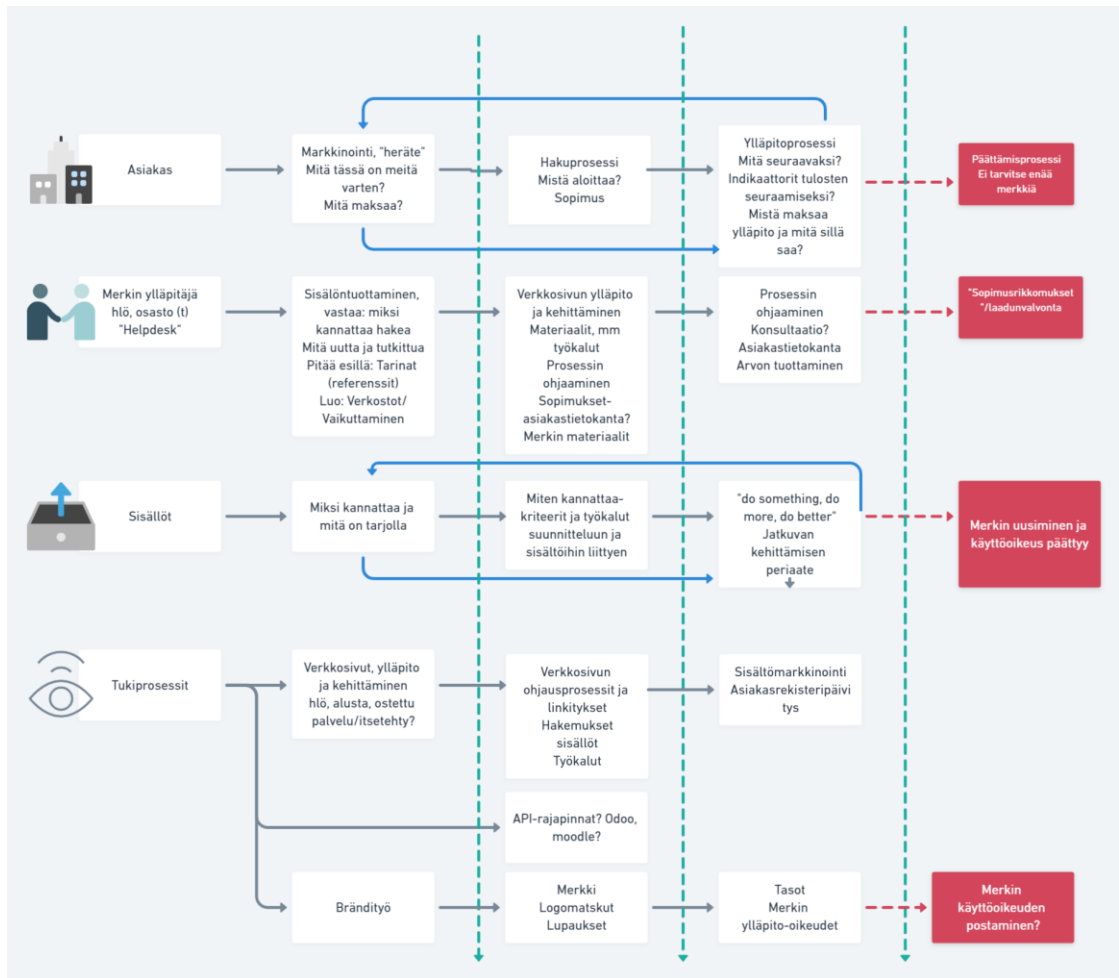 Asiakas
Markkinointi, "heräte"
Mitä tässä on meitä
varten?
Mitä maksaa?
Hakuprosessi
Mistä aloittaa?
Sopimus
Ylläpitoprosessi
Mitä seuraavaksi?
Indikaattorit tulosten
seuraamiseksi?
Mistä maksaa
ylläpito ja mitä sillä
saa?
Päättämisprosessi
Ei tarvitse enää
merkkiä
Merkin ylläpitäjä
hlö, osasto (t)
"Helpdesk"
Sisälöntuottaminen,
vastaa: miksi
kannattaa hakea
Mitä uutta ja tutkittua
Pitää esillä: Tarinat
(referenssit)
Luo: Verkostot/
Vaikuttaminen
Verkkosivun ylläpito
ja kehittäminen
Materiaalit, mm
työkalut
Prosessin
ohjaaminen
Sopimukset-
asiakastietokanta?
Merkin materiaalit
Prosessin
ohjaaminen
Konsultaatio?
Asiakastietokanta
Arvon tuottaminen
"Sopimusrikkomukset
"/laadunvalvonta
Sisällöt
Miksi kannattaa ja
mitä on tarjolla
Miten kannattaa-
kriteerit ja työkalut
suunnitteluun ja
sisältöihin liittyen
"do something, do
more, do better"
Jatkuvan
kehittämisen
periaate
Merkin uusiminen ja
käyttöoikeus päättyy
Tukiprosessit
Verkkosivut, ylläpito
ja kehittäminen
hlö, alusta, ostettu
palvelu/itsetehty?
Verkkosivun
ohjausprosessit ja
linkitykset
Hakemukset
sisällöt
Työkalut
Sisältömarkkinointi
Asiakasrekisteripäivi
tys
API-rajapinnat? Odoo,
moodle?
Brändityö
Merkki
Logomatskut
Lupaukset
Tasot
Merkin
ylläpito-oikeudet
Merkin
käyttöoikeuden
postaminen?